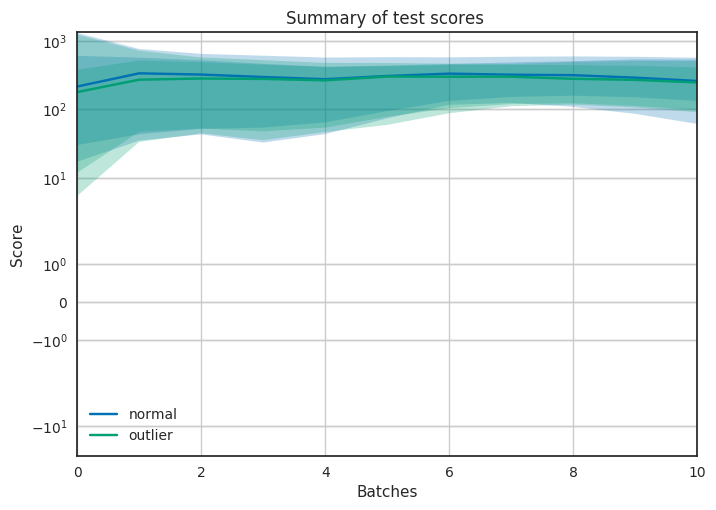 Summary of test scores
10³
10²
10¹
10⁰
0
−10⁰
−10¹
Score
normal
outlier
0 2 4 6 8 10
Batches